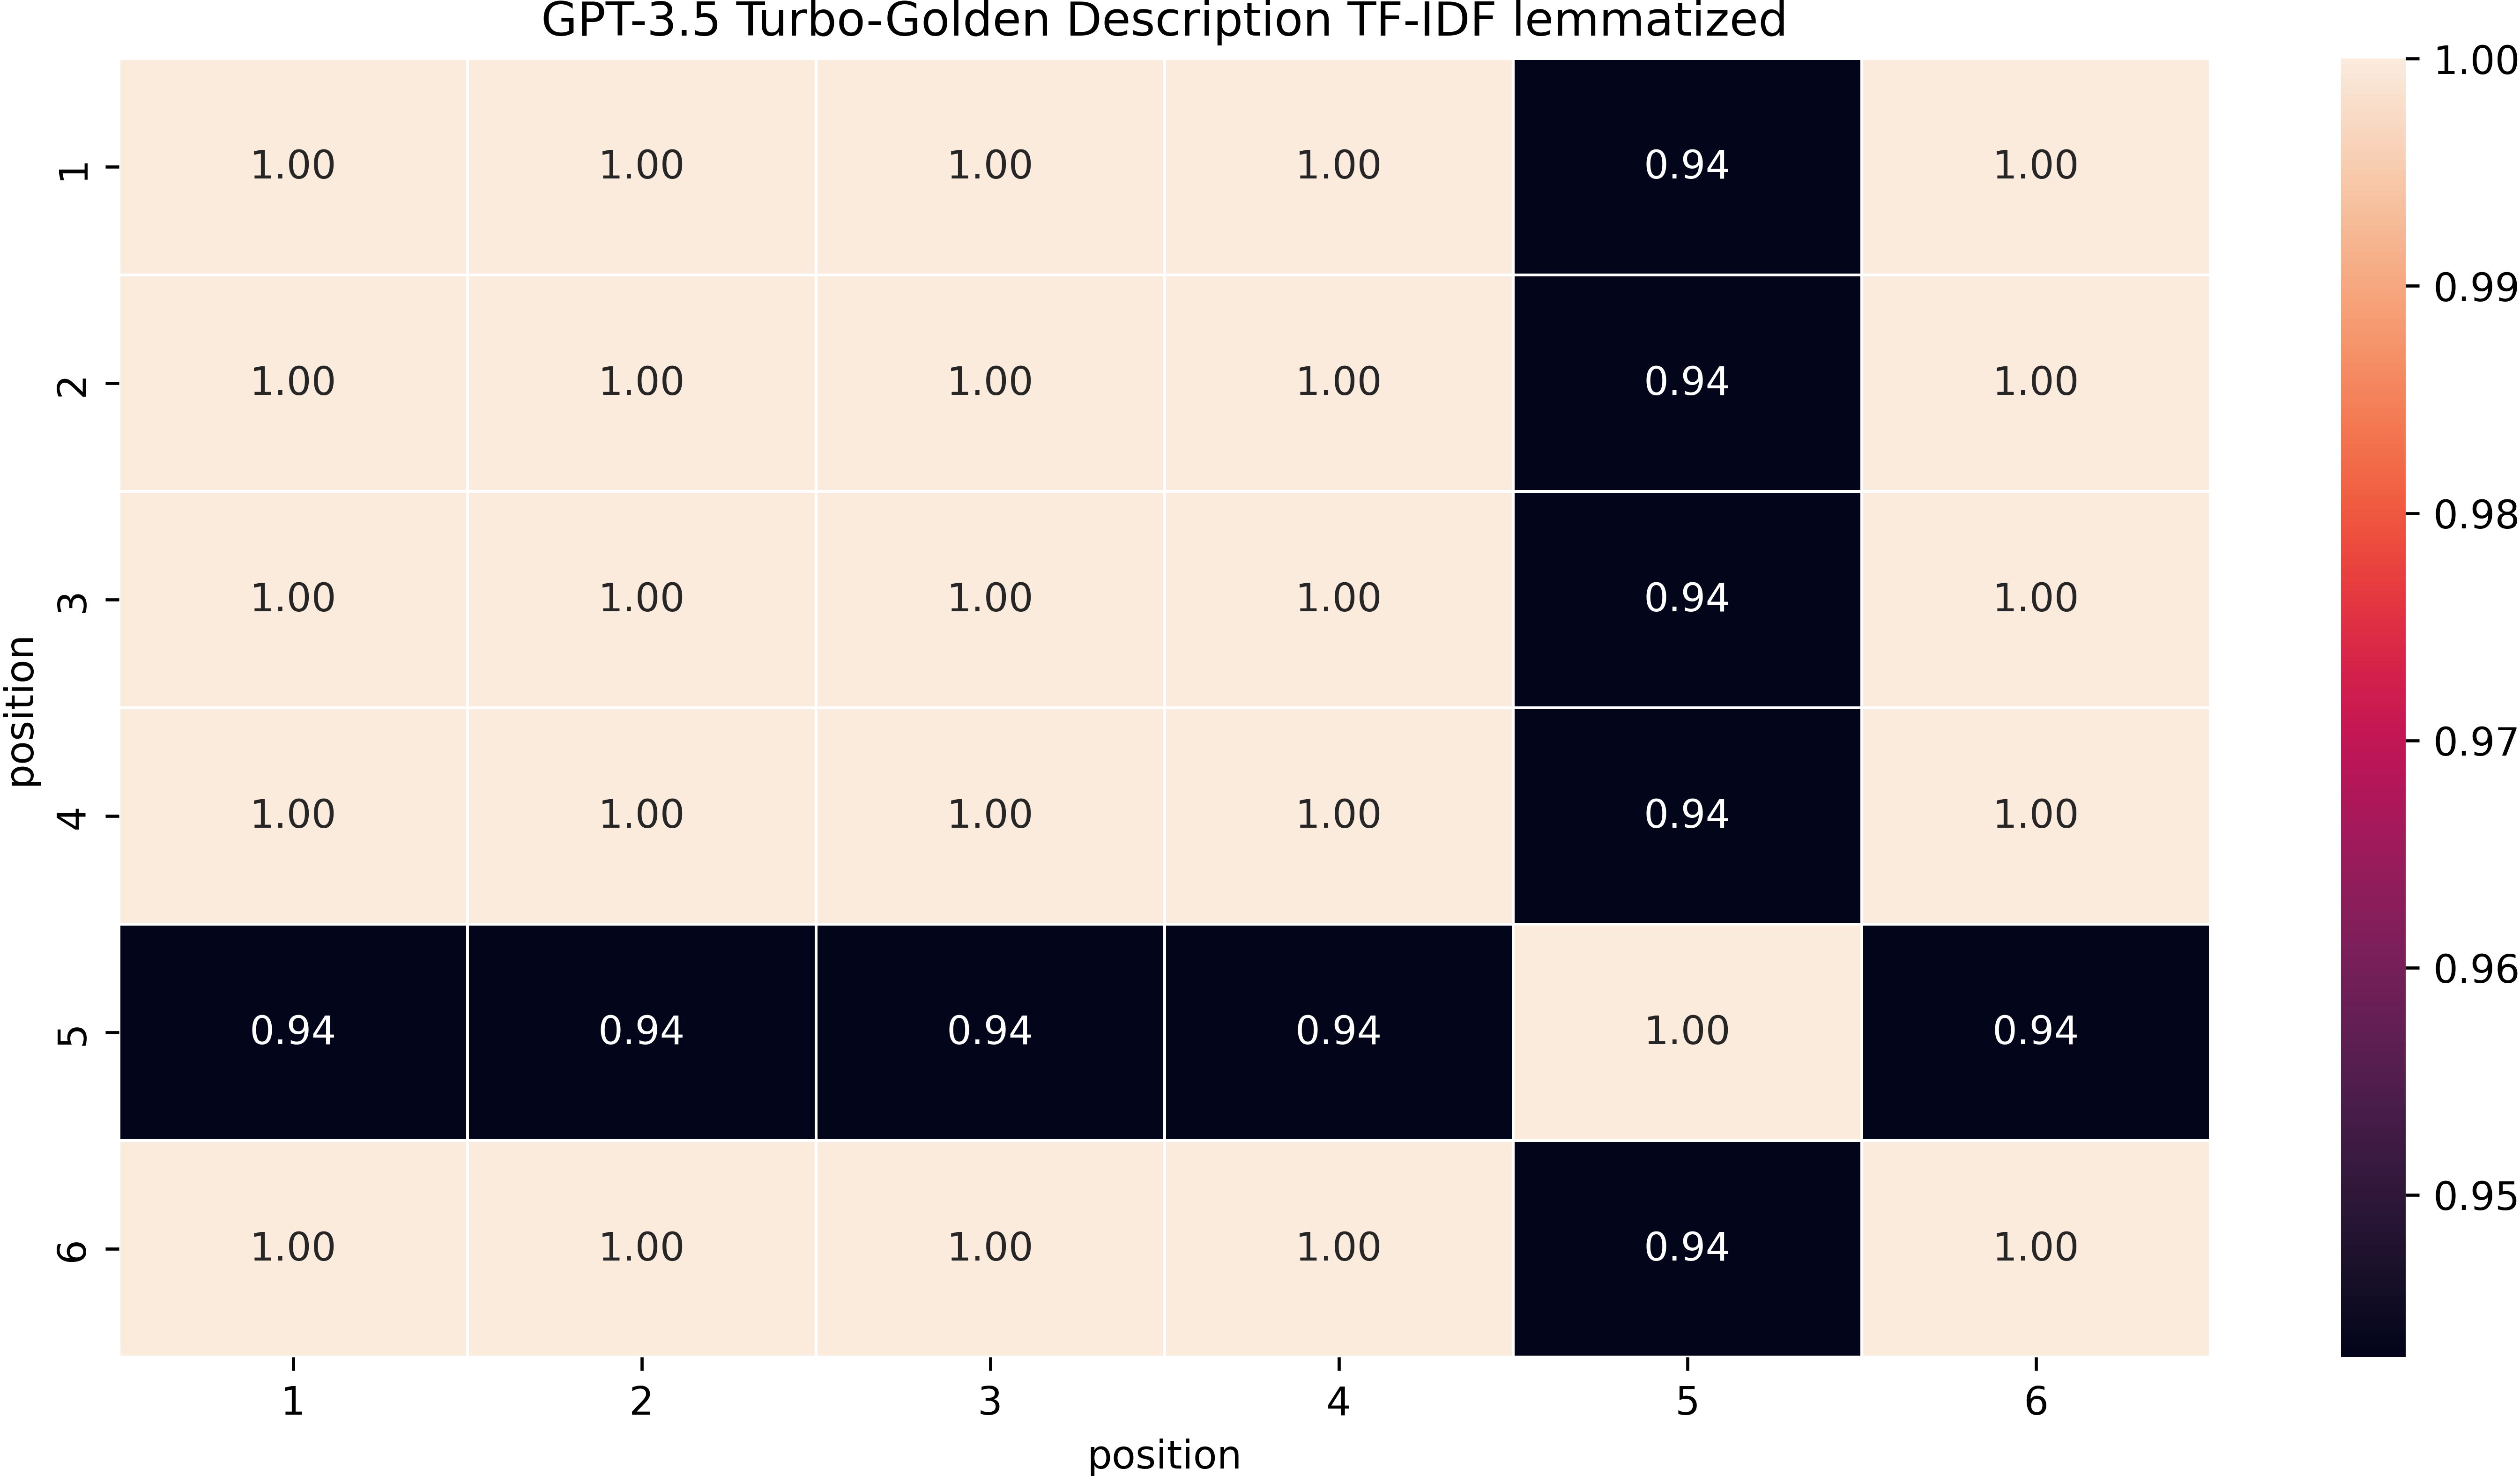 GPT-3.5 Turbo-Golden Description TF-IDF lemmatized
1.00
position
1 1.00 1.00 1.00 1.00 0.94 1.00
0.99
2 1.00 1.00 1.00 1.00 0.94 1.00
0.98
3 1.00 1.00 1.00 1.00 0.94 1.00
0.97
4 1.00 1.00 1.00 1.00 0.94 1.00
0.96
5 0.94 0.94 0.94 0.94 1.00 0.94
0.95
6 1.00 1.00 1.00 1.00 0.94 1.00
1 2 3 4 5 6
position